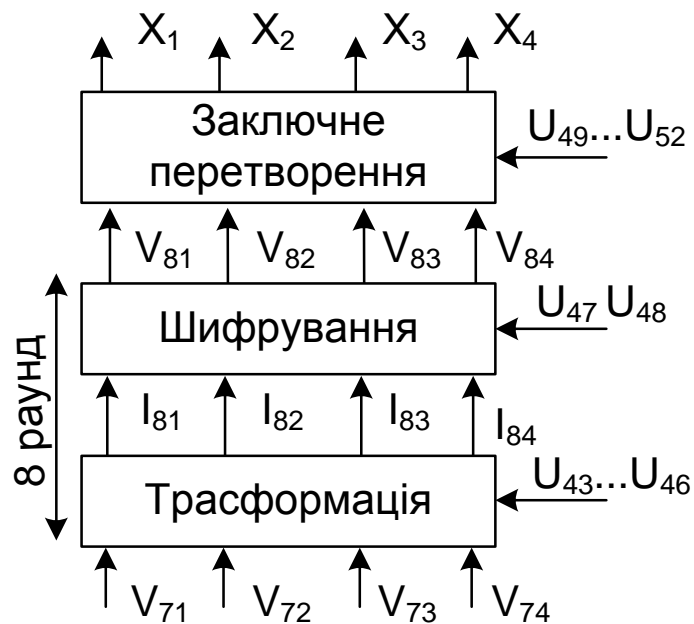 X₁ X₂ X₃ X₄
Заключне
перетворення
U₄₉...U₅₂
V₈₁ V₈₂ V₈₃ V₈₄
8 раунд
Шифрування
U₄₇ U₄₈
I₈₁ I₈₂ I₈₃ I₈₄
Трасформація
U₄₃...U₄₆
V₇₁ V₇₂ V₇₃ V₇₄